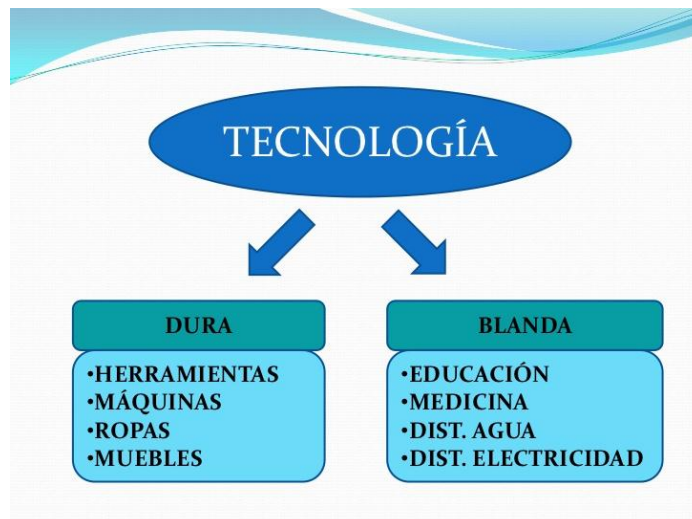 TECNOLOGÍA
DURA
•HERRAMIENTAS
•MÁQUINAS
•ROPAS
•MUEBLES
BLANDA
•EDUCACIÓN
•MEDICINA
•DIST. AGUA
•DIST. ELECTRICIDAD